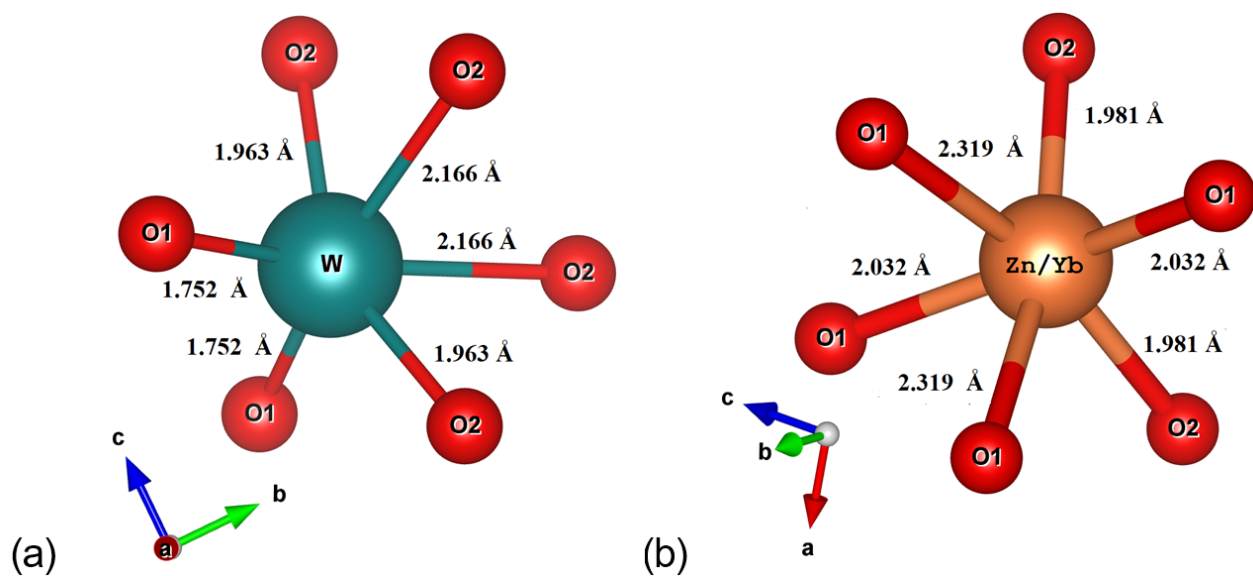 O2
O2
1.963 Å
2.166 Å
O1
W
2.166 Å
O2
1.752 Å
1.752 Å
1.963 Å
O1
O2
c
b
a
(a)
O2
O1
1.981 Å
2.319 Å
O1
Zn/Yb
2.032 Å
2.032 Å
O1
1.981 Å
2.319 Å
c
b
O1
O2
a
(b)